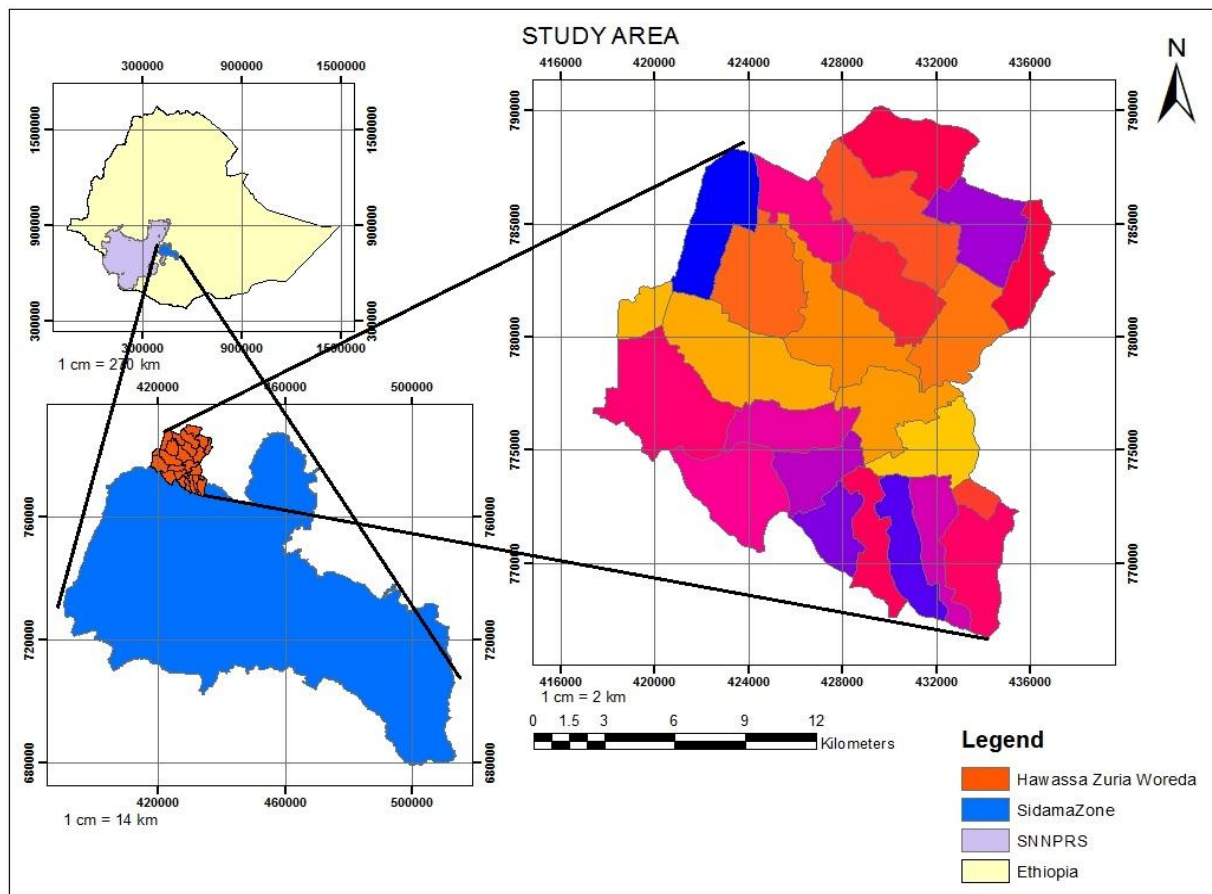 STUDY AREA
N
300000 900000 1500000
1500000 1500000
900000 900000
300000 300000
300000 900000 1500000
1 cm = 270 km
420000 460000 500000
760000 760000
720000 720000
680000 680000
420000 460000 500000
1 cm = 14 km
416000 420000 424000 428000 432000 436000
790000 790000
785000 785000
780000 780000
775000 775000
770000 770000
416000 420000 424000 428000 432000 436000
1 cm = 2 km
0 1.5 3 6 9 12
Kilometers
Legend
Hawassa Zuria Woreda
SidamaZone
SNNPRS
Ethiopia